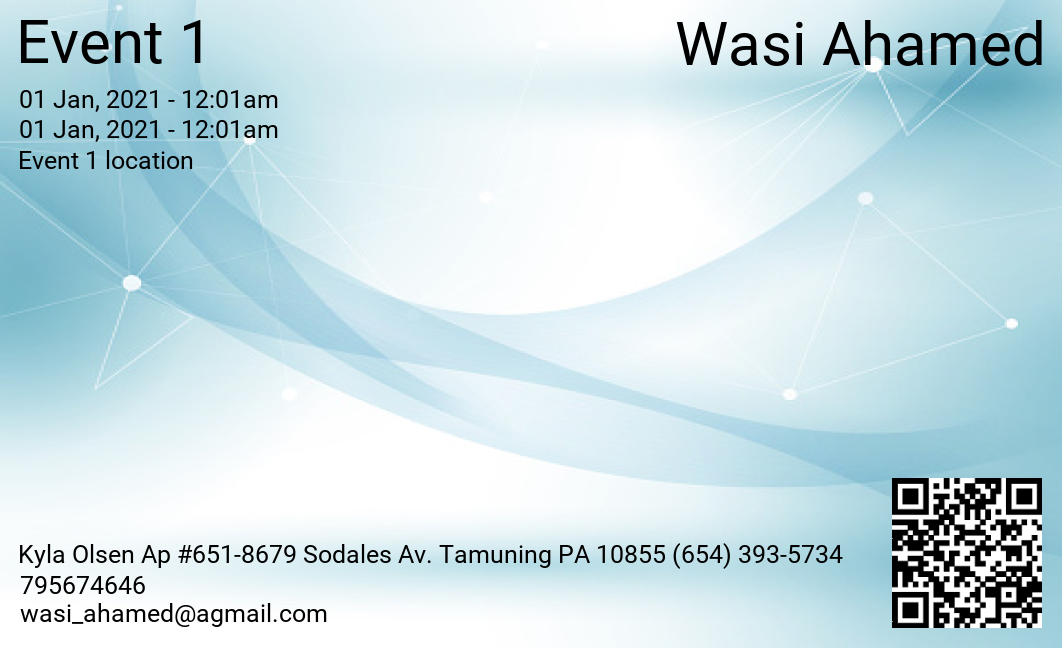 Event 1
Wasi Ahamed
01 Jan, 2021 - 12:01am
01 Jan, 2021 - 12:01am
Event 1 location
Kyla Olsen Ap #651-8679 Sodales Av. Tamuning PA 10855 (654) 393-5734
795674646
wasi_ahamed@agmail.com